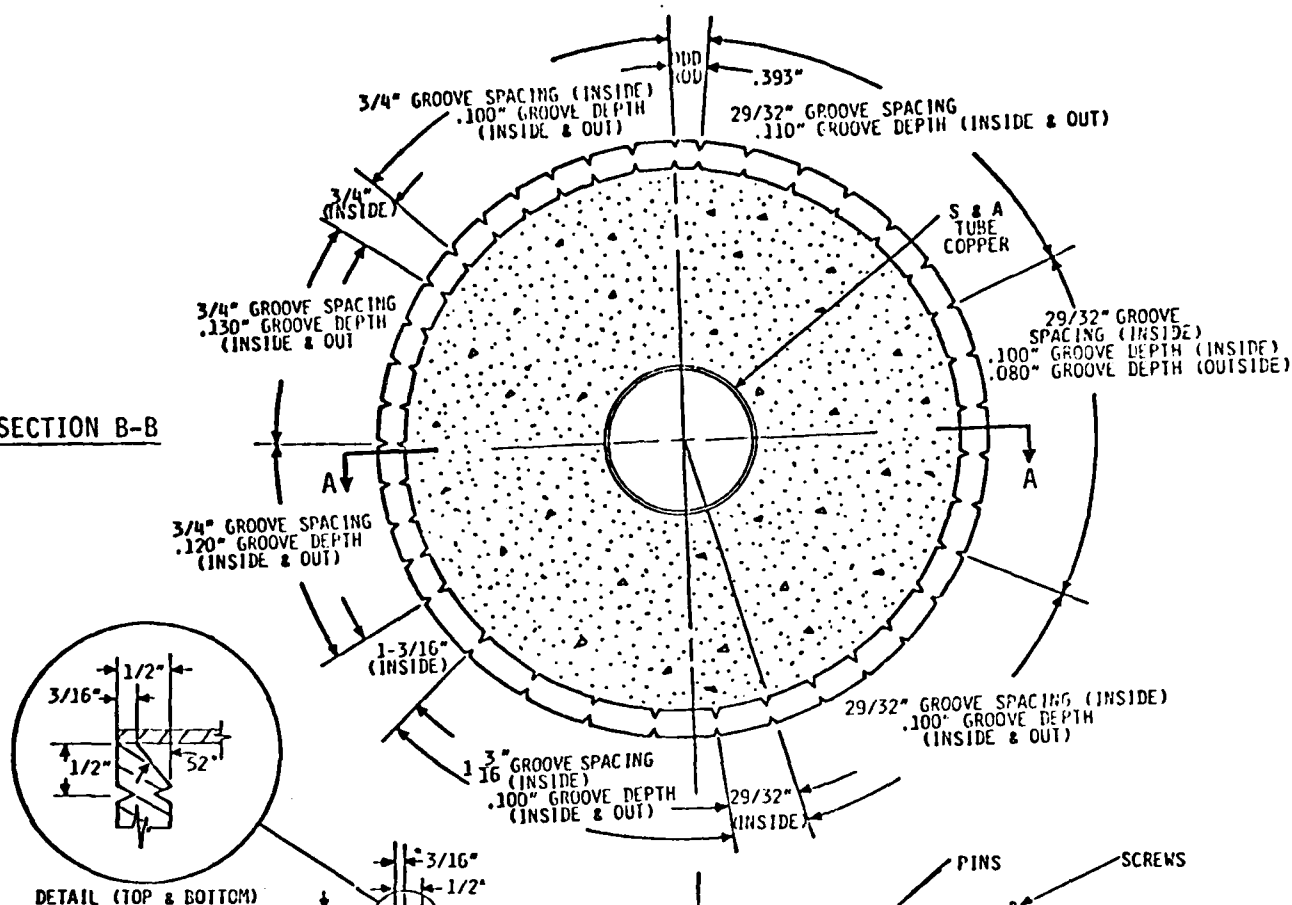 ODD
ROD
.393"
3/4" GROOVE SPACING (INSIDE)
.100" GROOVE DEPTH
(INSIDE & OUT)
29/32" GROOVE SPACING
.110" GROOVE DEPTH (INSIDE & OUT)
3/4"
(INSIDE)
S & A
TUBE
COPPER
3/4" GROOVE SPACING
.130" GROOVE DEPTH
(INSIDE & OUT
29/32" GROOVE
SPACING (INSIDE)
.100" GROOVE DEPTH (INSIDE)
.080" GROOVE DEPTH (OUTSIDE)
SECTION B-B
A
A
3/4" GROOVE SPACING
.120" GROOVE DEPTH
(INSIDE & OUT)
1-3/16"
(INSIDE)
1/2"
3/16"
1/2"
52°
29/32" GROOVE SPACING (INSIDE)
.100" GROOVE DEPTH
(INSIDE & OUT)
1 3/16" GROOVE SPACING
(INSIDE)
.100" GROOVE DEPTH
(INSIDE & OUT)
29/32"
(INSIDE)
3/16"
1/2"
PINS
SCREWS
DETAIL (TOP & BOTTOM)